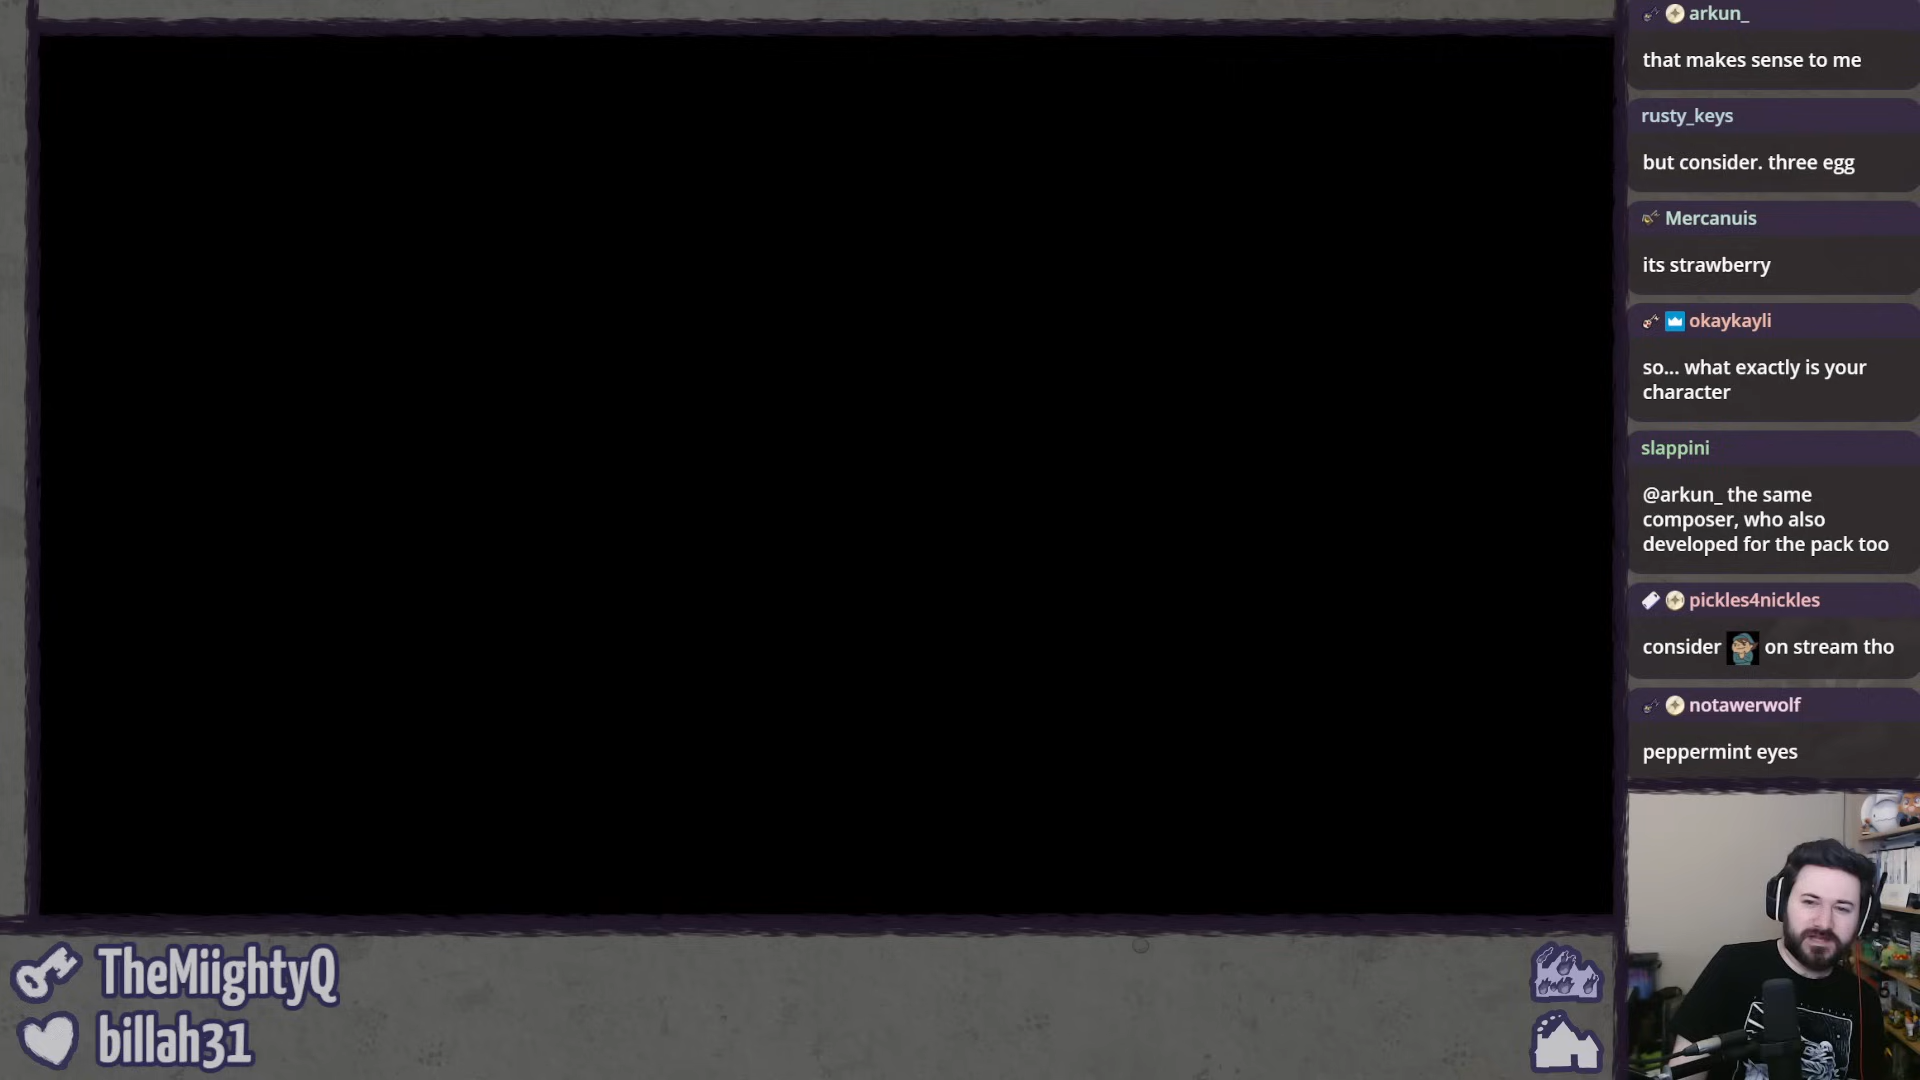 arkun_
that makes sense to me
rusty_keys
but consider. three egg
Mercanuis
its strawberry
okaykayli
so... what exactly is your
character
slappini
@arkun_ the same
composer, who also
developed for the pack too
pickles4nickles
consider on stream tho
notawerwolf
peppermint eyes
TheMiightyQ
billah31